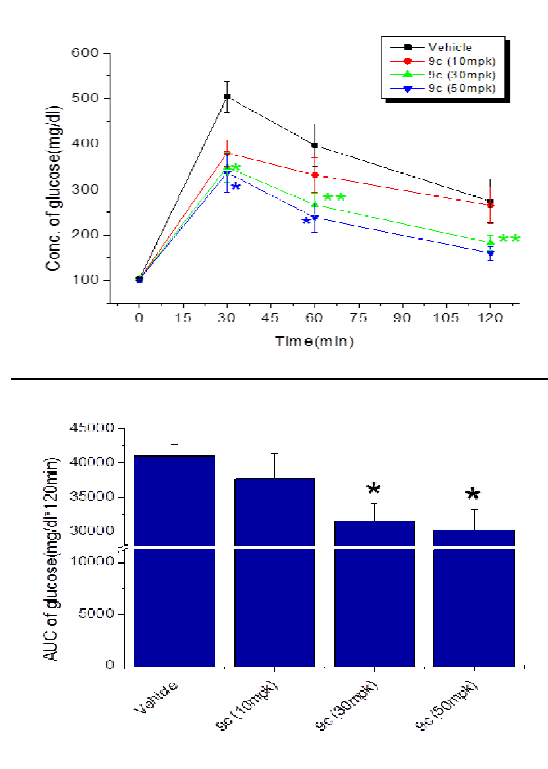 600
500
400
300
200
100
Conc. of glucose(mg/dl)
Vehicle
9c (10mpk)
9c (30mpk)
9c (50mpk)
*
*
**
*
**
0 15 30 45 60 75 90 105 120
Time(min)
45000
40000
35000
30000
10000
5000
0
AUC of glucose(mg/dl*120min)
*
*
Vehicle
9c (10mpk)
9c (30mpk)
9c (50mpk)